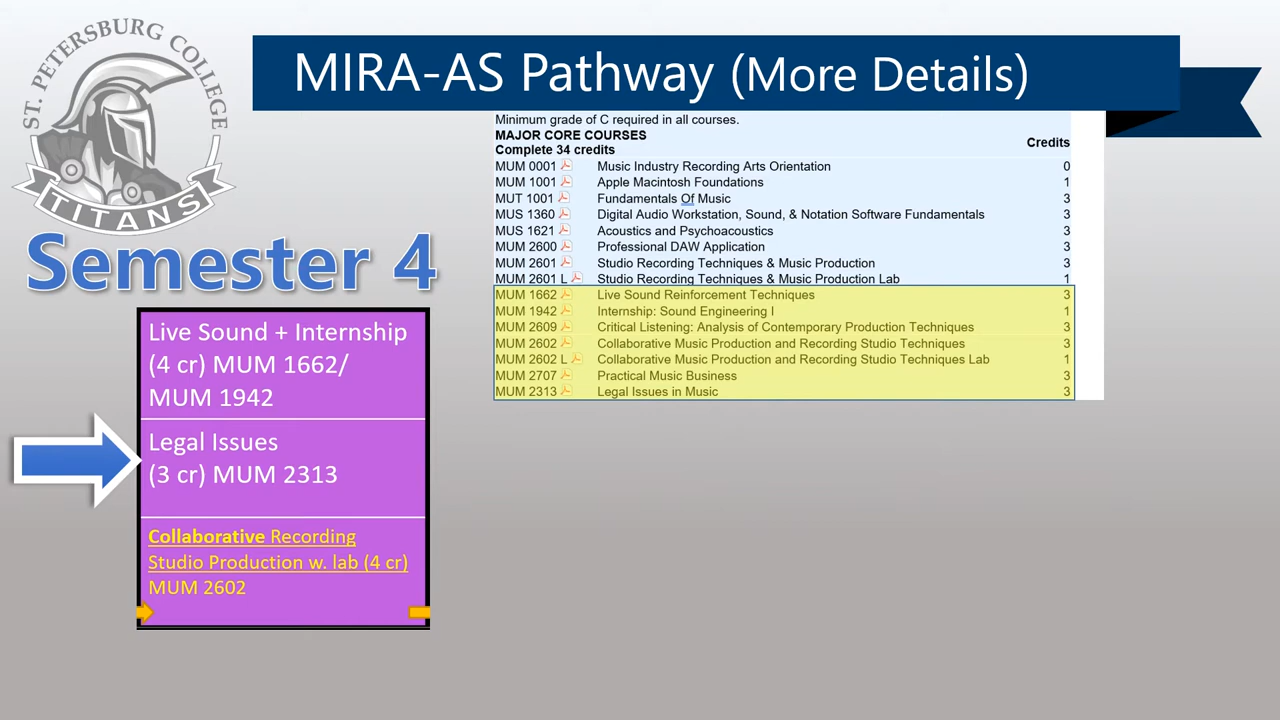 ST. PETERSBURG COLLEGE
TITANS
MIRA-AS Pathway (More Details)
Semester 4
Live Sound + Internship
(4 cr) MUM 1662/
MUM 1942
Legal Issues
(3 cr) MUM 2313
Collaborative Recording
Studio Production w. lab (4 cr)
MUM 2602
Minimum grade of C required in all courses.
MAJOR CORE COURSES
Complete 34 credits Credits
MUM 0001 Music Industry Recording Arts Orientation 0
MUM 1001 Apple Macintosh Foundations 1
MUT 1001 Fundamentals Of Music 3
MUS 1360 Digital Audio Workstation, Sound, & Notation Software Fundamentals 3
MUS 1621 Acoustics and Psychoacoustics 3
MUM 2600 Professional DAW Application 3
MUM 2601 Studio Recording Techniques & Music Production 3
MUM 2601 L Studio Recording Techniques & Music Production Lab 1
MUM 1662 Live Sound Reinforcement Techniques 3
MUM 1942 Internship: Sound Engineering I 1
MUM 2609 Critical Listening: Analysis of Contemporary Production Techniques 3
MUM 2602 Collaborative Music Production and Recording Studio Techniques 3
MUM 2602 L Collaborative Music Production and Recording Studio Techniques Lab 1
MUM 2707 Practical Music Business 3
MUM 2313 Legal Issues in Music 3